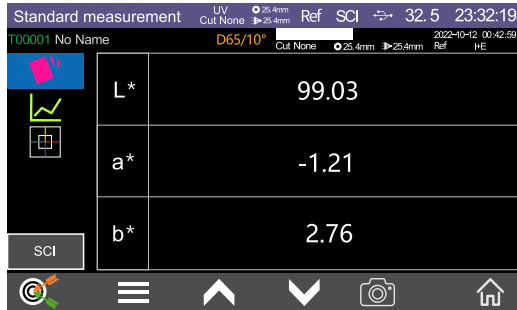 Standard measurement UV Cut None 25.4mm 25.4mm Ref SCI 32.5 23:32:19
T00001 No Name D65/10° Cut None 25.4mm 25.4mm 2022-10-12 00:42:59 Ref I+E
L* 99.03
a* -1.21
b* 2.76
SCI